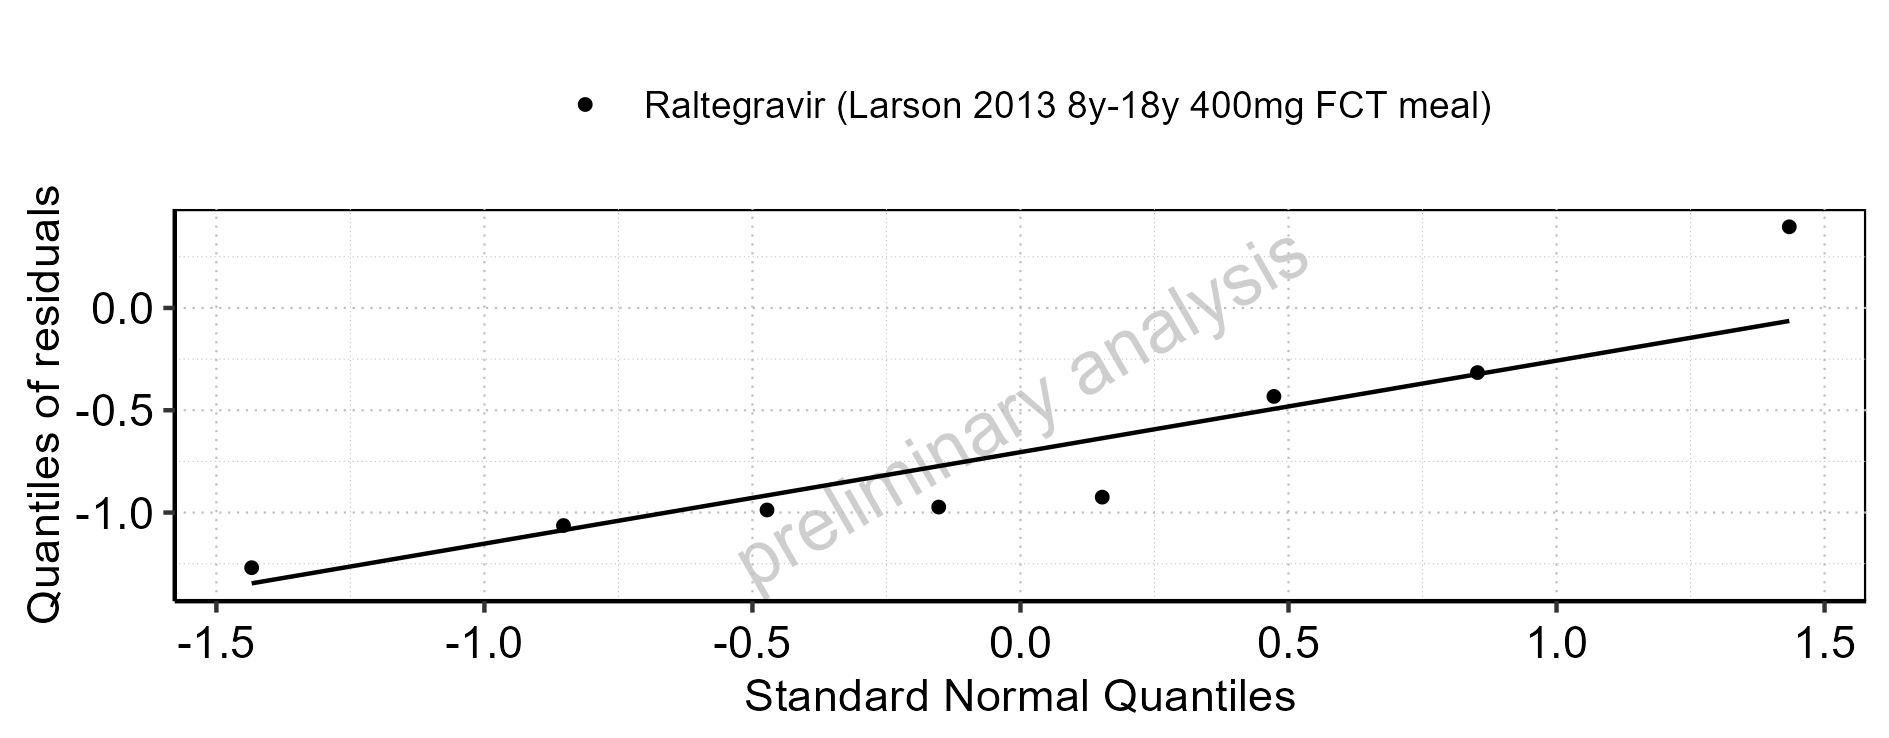 Raltegravir (Larson 2013 8y-18y 400mg FCT meal)
Quantiles of residuals
0.0
-0.5
-1.0
preliminary analysis
-1.5 -1.0 -0.5 0.0 0.5 1.0 1.5
Standard Normal Quantiles